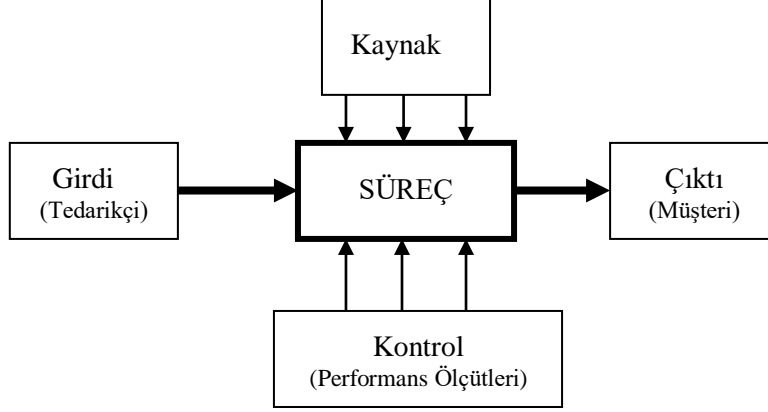 Kaynak
Girdi
(Tedarikçi)
SÜREÇ
Çıktı
(Müşteri)
Kontrol
(Performans Ölçütleri)